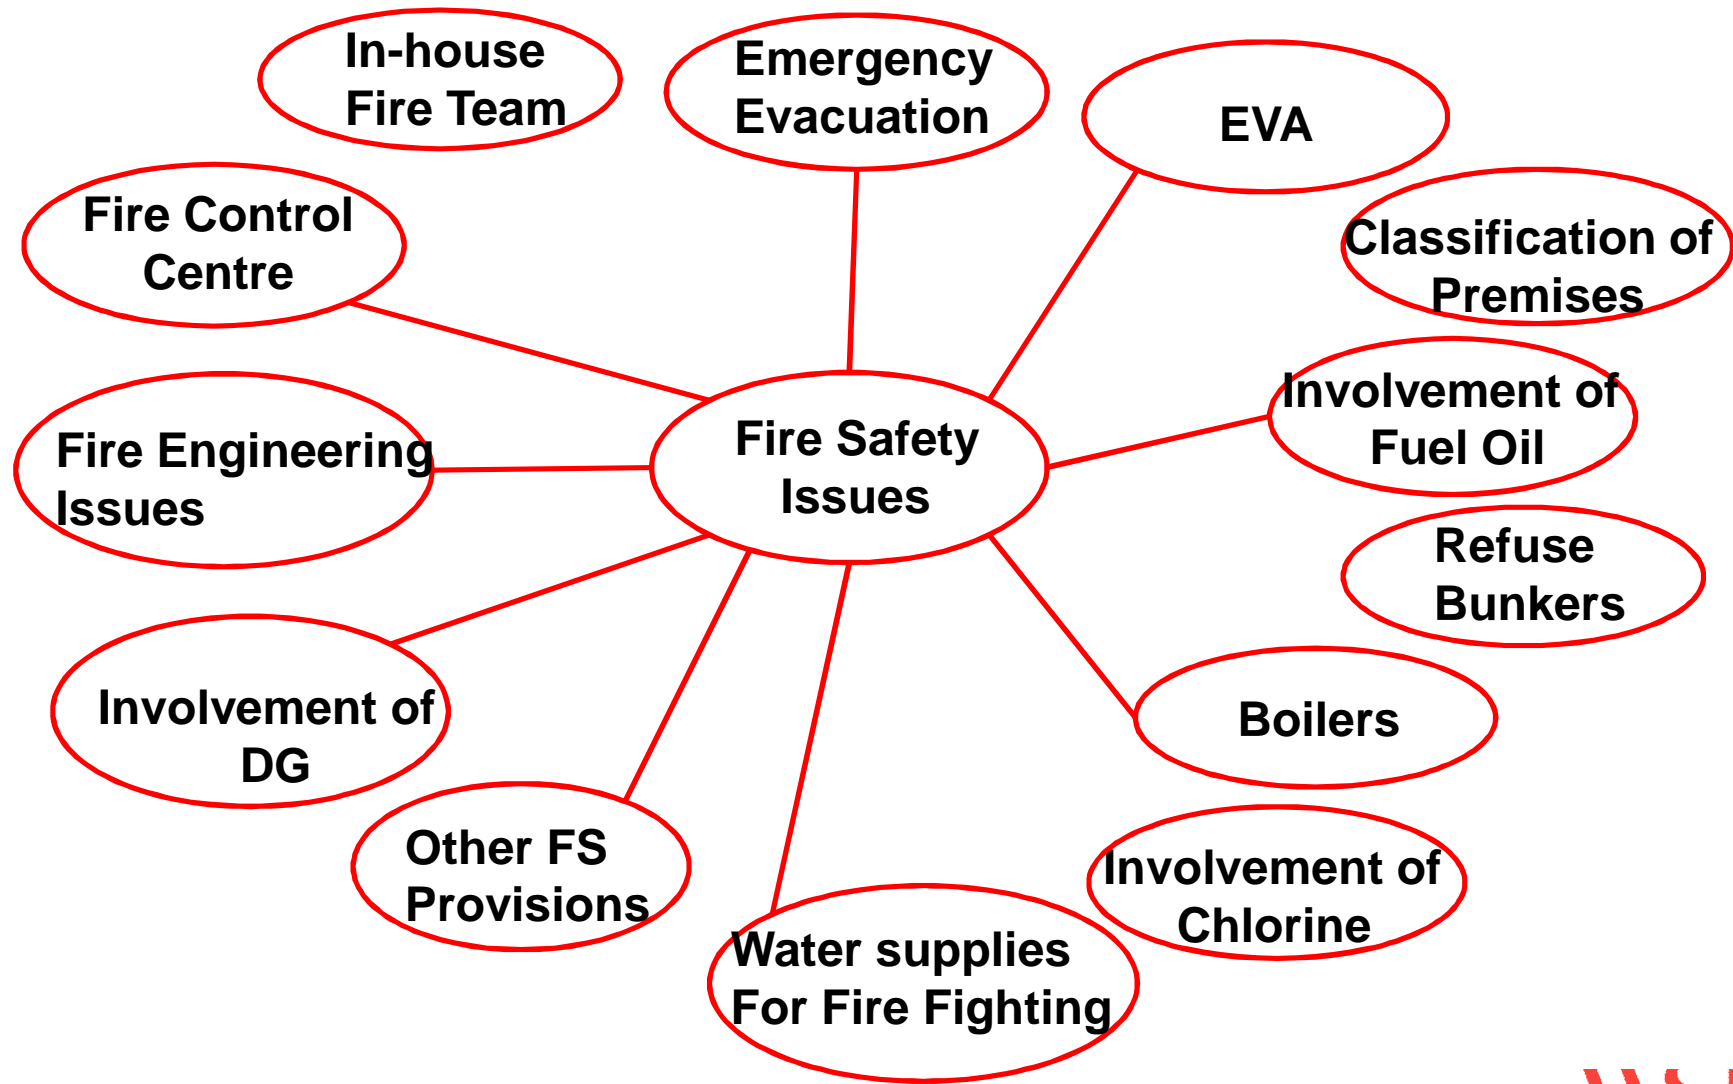 In-house
Fire Team
Emergency
Evacuation
EVA
Fire Control
Centre
Classification of
Premises
Involvement of
Fuel Oil
Fire Engineering
Issues
Fire Safety
Issues
Refuse
Bunkers
Involvement of
DG
Boilers
Other FS
Provisions
Involvement of
Chlorine
Water supplies
For Fire Fighting